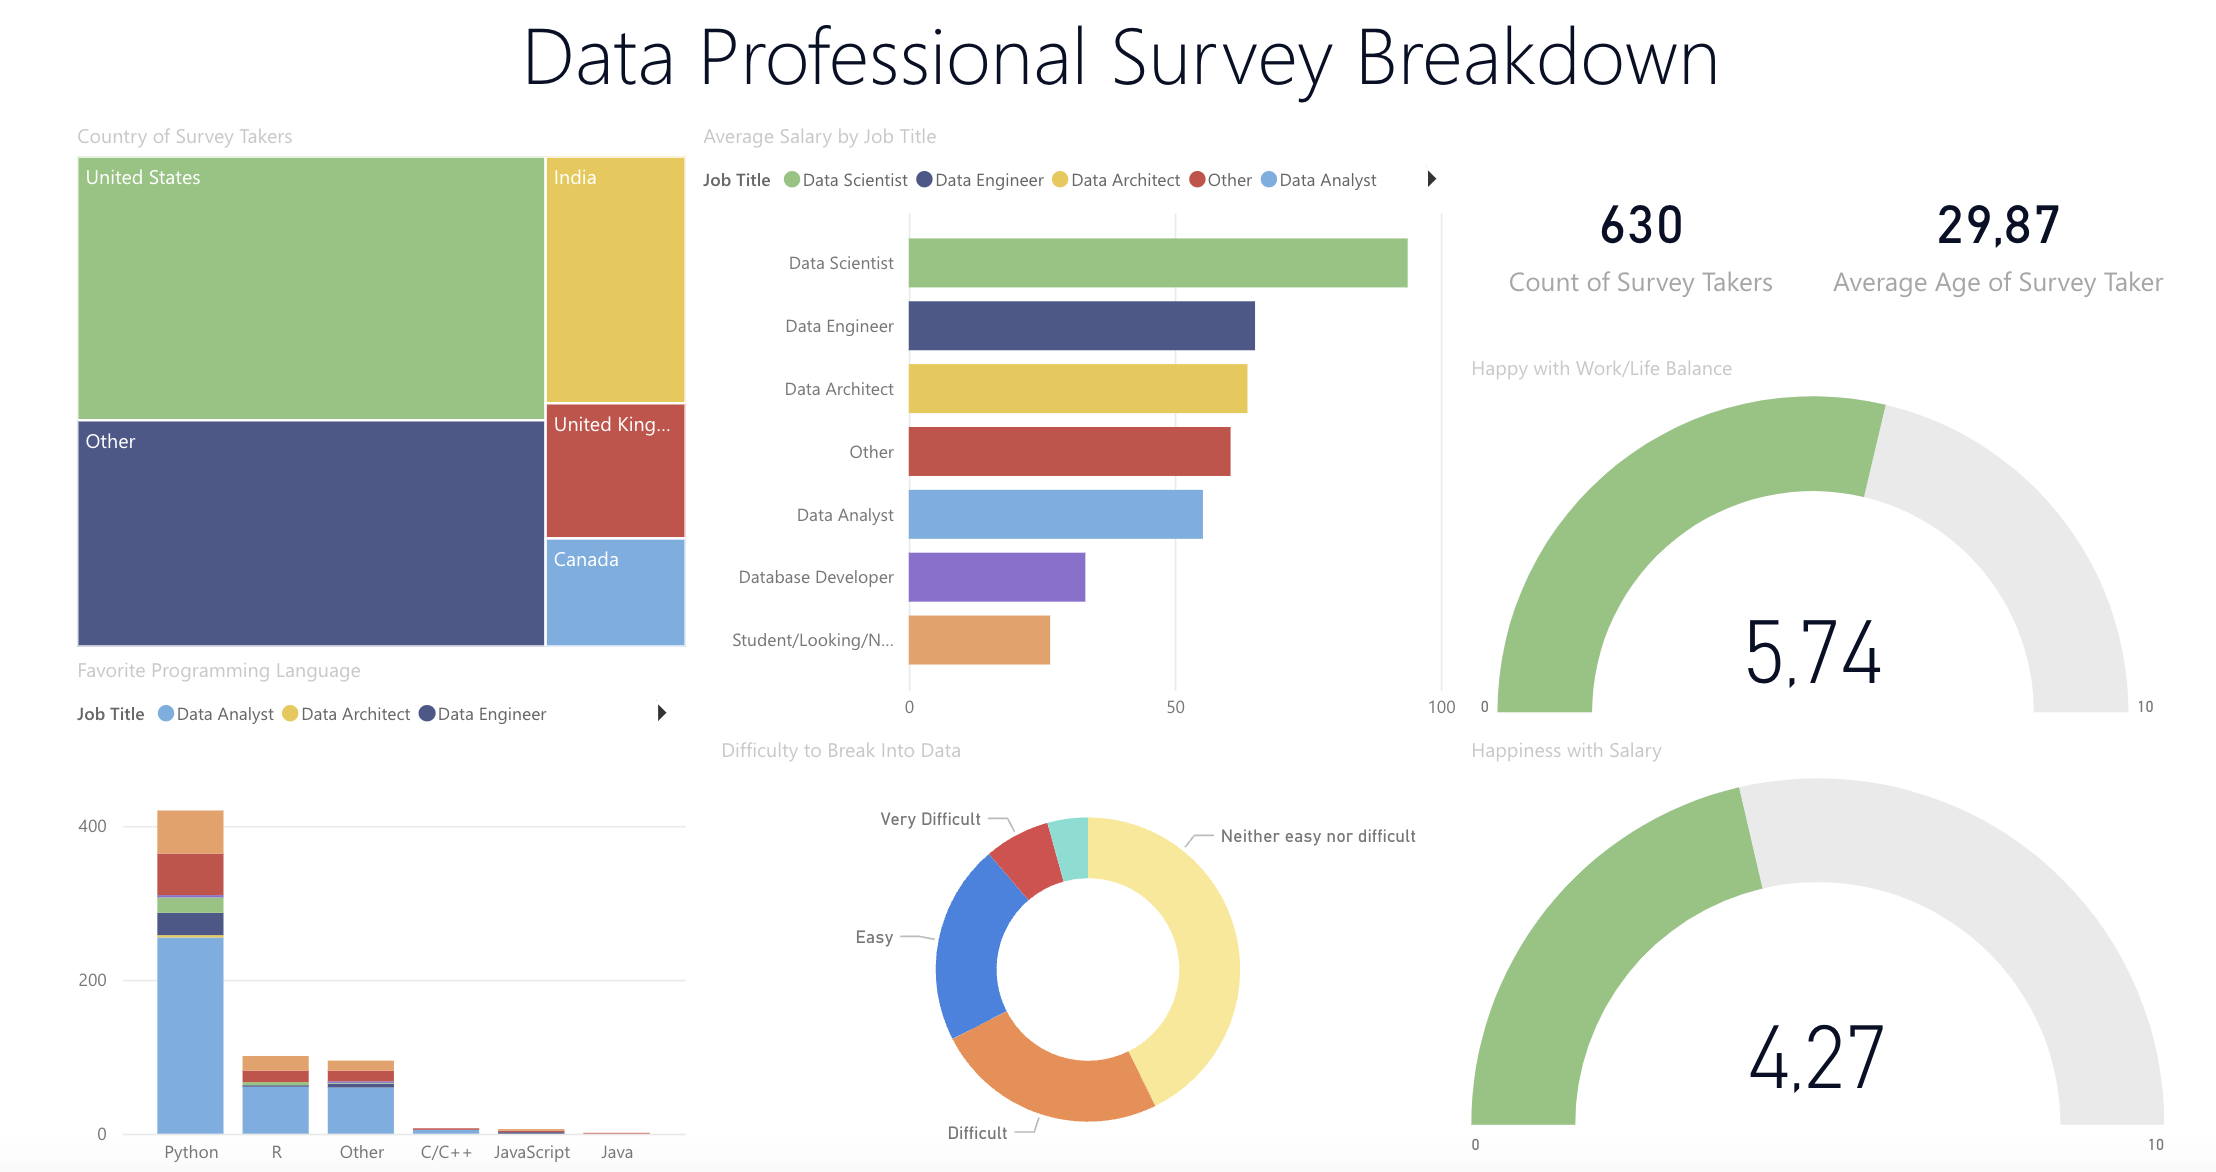 Data Professional Survey Breakdown
Country of Survey Takers
United States
India
Other
United King...
Canada
Average Salary by Job Title
Job Title Data Scientist Data Engineer Data Architect Other Data Analyst
Data Scientist
Data Engineer
Data Architect
Other
Data Analyst
Database Developer
Student/Looking/N...
0 50 100
630
Count of Survey Takers
29,87
Average Age of Survey Taker
Happy with Work/Life Balance
5,74
0 10
Favorite Programming Language
Job Title Data Analyst Data Architect Data Engineer
400
200
0
Python R Other C/C++ JavaScript Java
Difficulty to Break Into Data
Very Difficult
Neither easy nor difficult
Easy
Difficult
Happiness with Salary
4,27
0 10